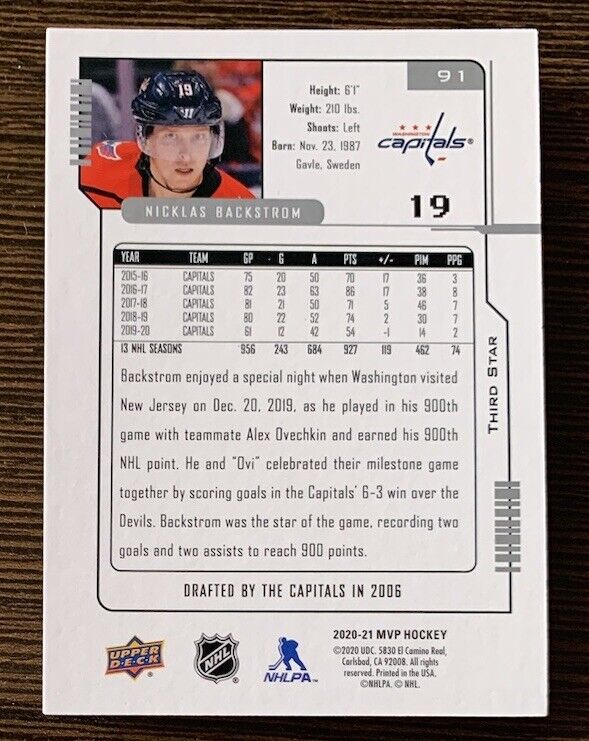 91
19
Height: 6'1"
Weight: 210 lbs.
Shoots: Left
Born: Nov. 23, 1987
Gavle, Sweden
WASHINGTON
capitals®
NICKLAS BACKSTROM
19
YEAR TEAM GP G A PTS +/- PIM PPG
2015-16 CAPITALS 75 20 50 70 17 36 3
2016-17 CAPITALS 82 23 63 86 17 38 8
2017-18 CAPITALS 81 21 50 71 5 46 7
2018-19 CAPITALS 80 22 52 74 2 30 7
2019-20 CAPITALS 61 12 42 54 -1 14 2
13 NHL SEASONS 956 243 684 927 119 462 74
Backstrom enjoyed a special night when Washington visited
New Jersey on Dec. 20, 2019, as he played in his 900th
game with teammate Alex Ovechkin and earned his 900th
NHL point. He and "Ovi" celebrated their milestone game
together by scoring goals in the Capitals' 6-3 win over the
Devils. Backstrom was the star of the game, recording two
goals and two assists to reach 900 points.
THIRD STAR
DRAFTED BY THE CAPITALS IN 2006
UPPER
D·E·C·K
NHL
NHLPA
2020-21 MVP HOCKEY
©2020 UDC. 5830 El Camino Real,
Carlsbad, CA 92008. All rights
reserved. Printed in the USA.
©NHLPA. © NHL.